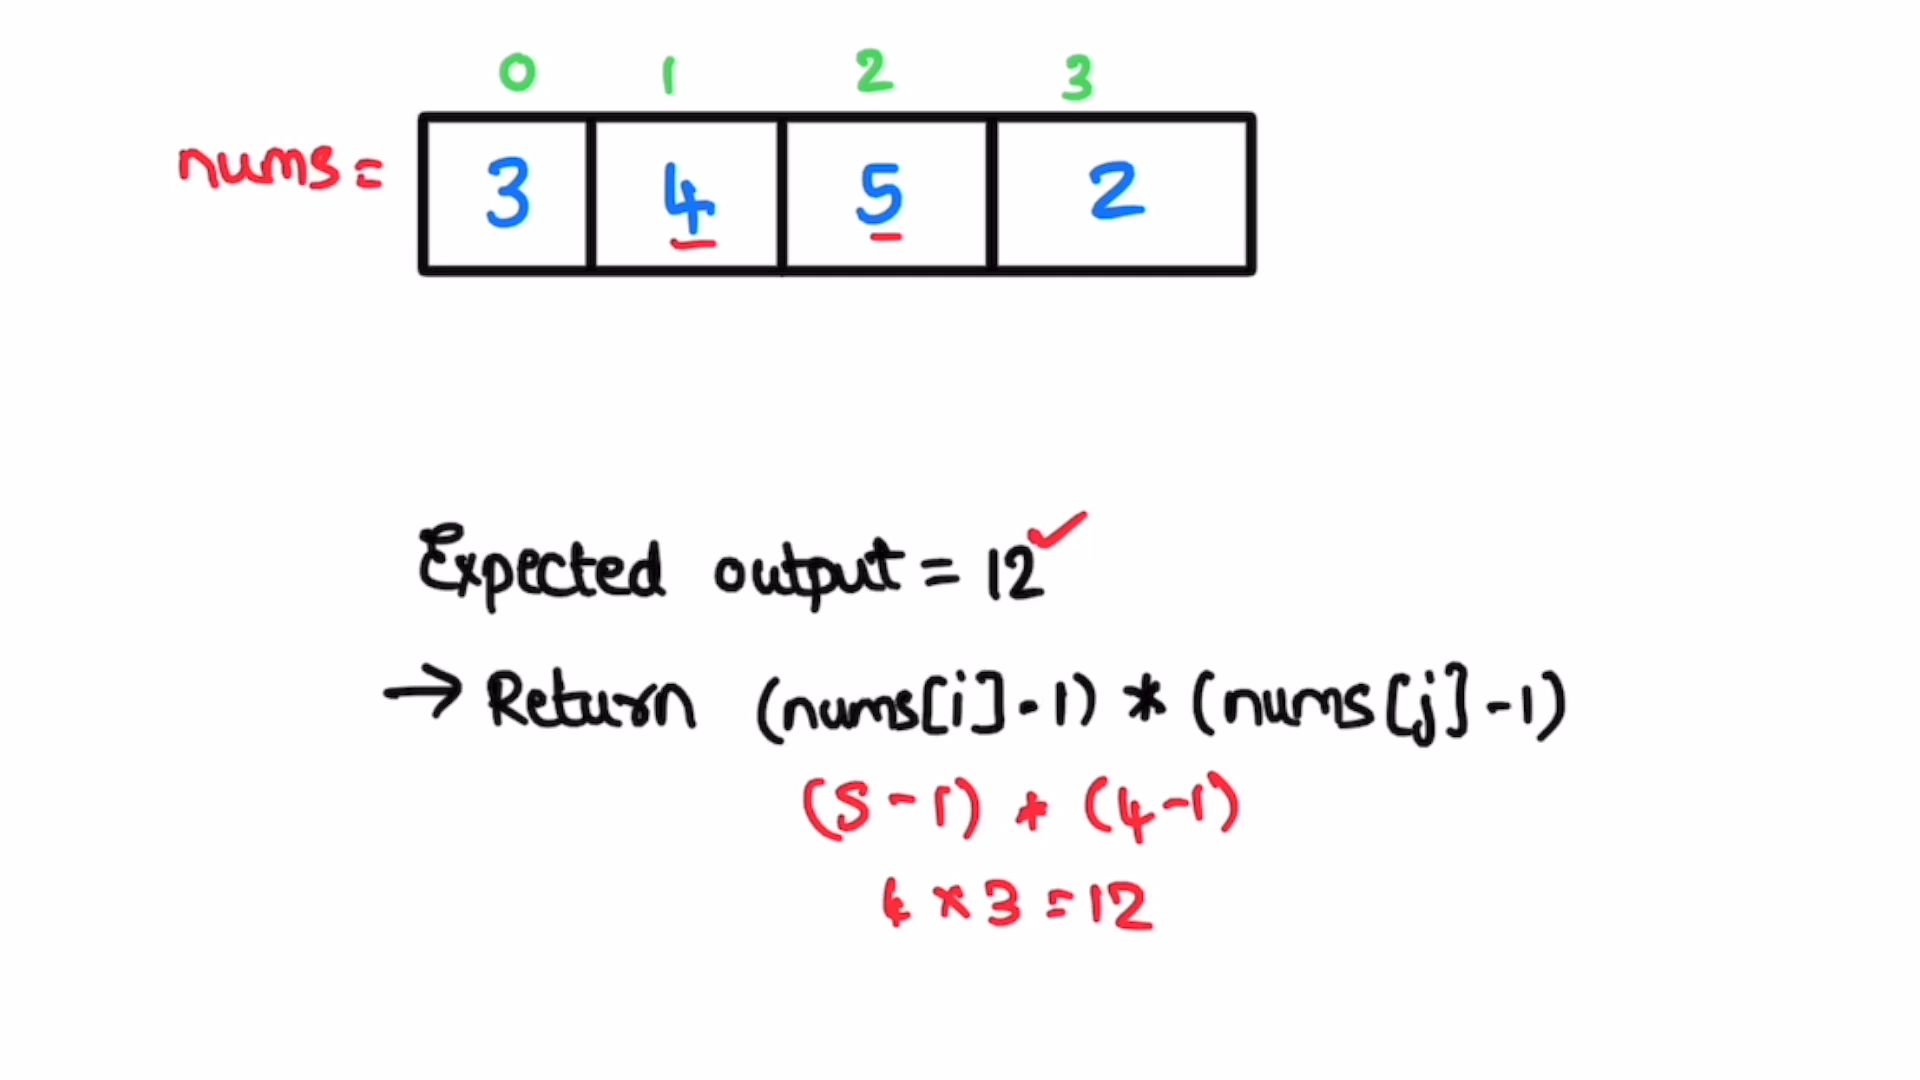 0 1 2 3
nums = 3 4 5 2
Expected output = 12
→ Return (nums[i] - 1) * (nums[j] - 1)
(5 - 1) * (4 - 1)
4 × 3 = 12